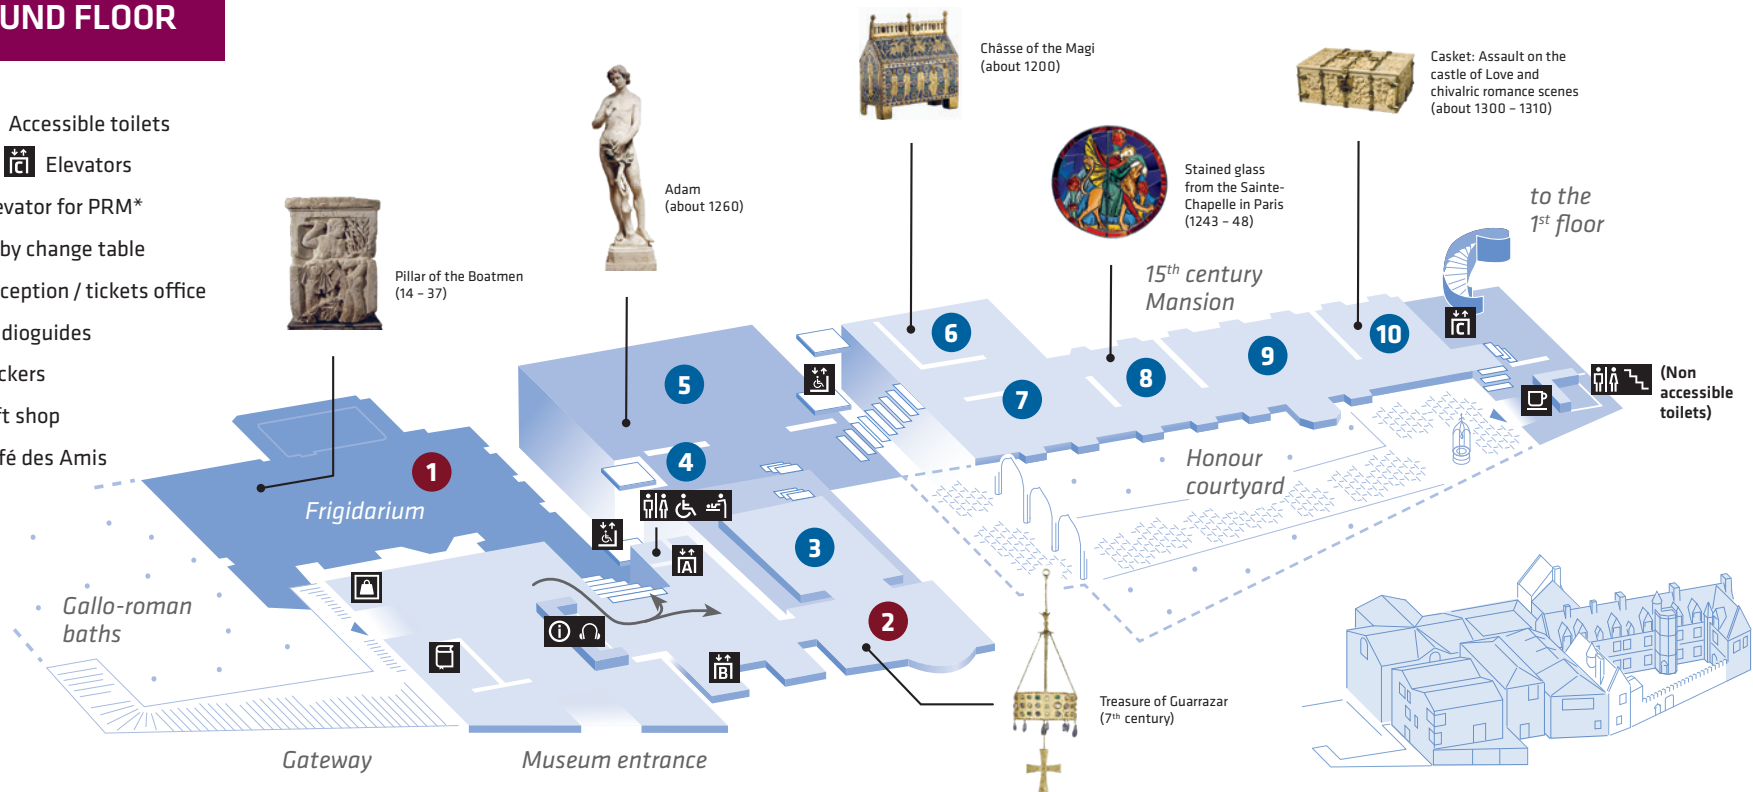 UND FLOOR
Accessible toilets
C Elevators
evator for PRM*
by change table
ception / tickets office
dioguides
ckers
ft shop
fé des Amis
Pillar of the Boatmen
(14 – 37)
Adam
(about 1260)
Châsse of the Magi
(about 1200)
Stained glass
from the Sainte-
Chapelle in Paris
(1243 – 48)
Casket: Assault on the
castle of Love and
chivalric romance scenes
(about 1300 – 1310)
to the
1st floor
15th century
Mansion
6
10
9
8
7
5
4
3
2
1
C
(Non
accessible
toilets)
Frigidarium
Honour
courtyard
A
B
Gallo-roman
baths
Treasure of Guarrazar
(7th century)
Gateway
Museum entrance